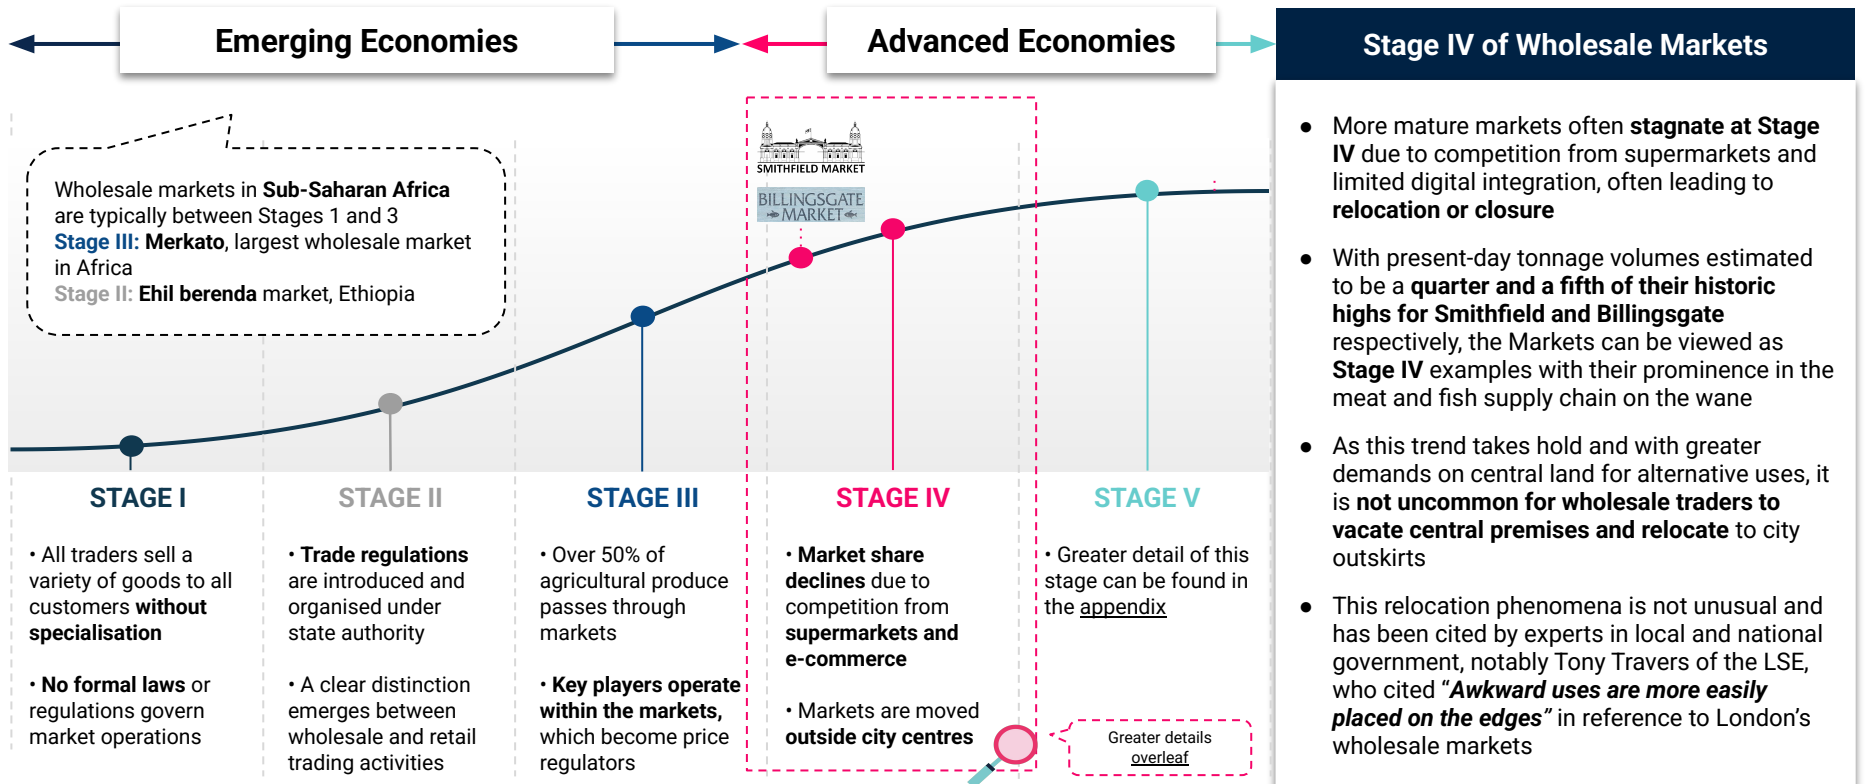 Emerging Economies
Advanced Economies
Stage IV of Wholesale Markets
Wholesale markets in Sub-Saharan Africa
are typically between Stages 1 and 3
Stage III: Merkato, largest wholesale market
in Africa
Stage II: Ehil berenda market, Ethiopia
SMITHFIELD MARKET
BILLINGSGATE
MARKET
STAGE I
• All traders sell a
variety of goods to all
customers without
specialisation
• No formal laws or
regulations govern
market operations
STAGE II
• Trade regulations
are introduced and
organised under
state authority
• A clear distinction
emerges between
wholesale and retail
trading activities
STAGE III
• Over 50% of
agricultural produce
passes through
markets
• Key players operate
within the markets,
which become price
regulators
STAGE IV
• Market share
declines due to
competition from
supermarkets and
e-commerce
• Markets are moved
outside city centres
STAGE V
• Greater detail of this
stage can be found in
the appendix
Greater details
overleaf
● More mature markets often stagnate at Stage
IV due to competition from supermarkets and
limited digital integration, often leading to
relocation or closure
● With present-day tonnage volumes estimated
to be a quarter and a fifth of their historic
highs for Smithfield and Billingsgate
respectively, the Markets can be viewed as
Stage IV examples with their prominence in the
meat and fish supply chain on the wane
● As this trend takes hold and with greater
demands on central land for alternative uses, it
is not uncommon for wholesale traders to
vacate central premises and relocate to city
outskirts
● This relocation phenomena is not unusual and
has been cited by experts in local and national
government, notably Tony Travers of the LSE,
who cited “Awkward uses are more easily
placed on the edges” in reference to London’s
wholesale markets